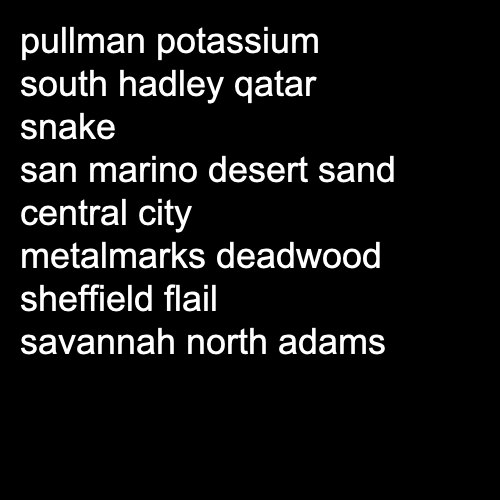 pullman potassium
south hadley qatar
snake
san marino desert sand
central city
metalmarks deadwood
sheffield flail
savannah north adams